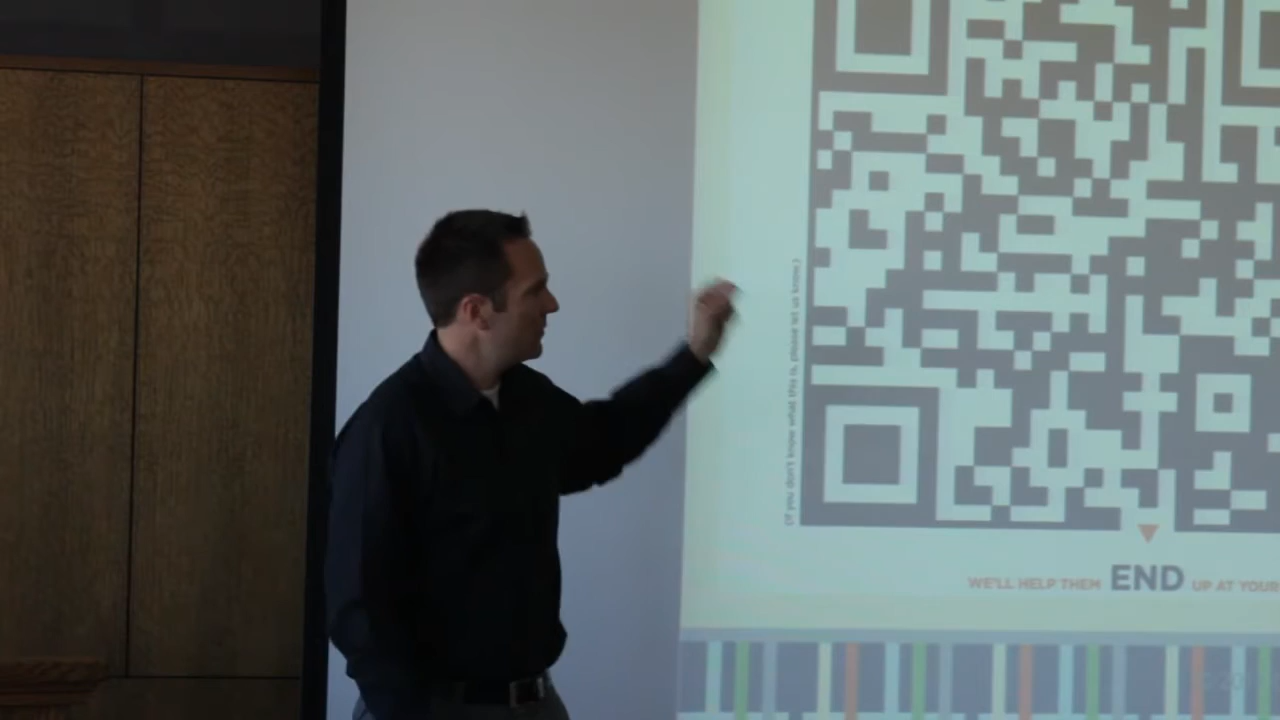 (If you don't know what this is, please let us know.)
WE'LL HELP THEM END UP AT YOUR